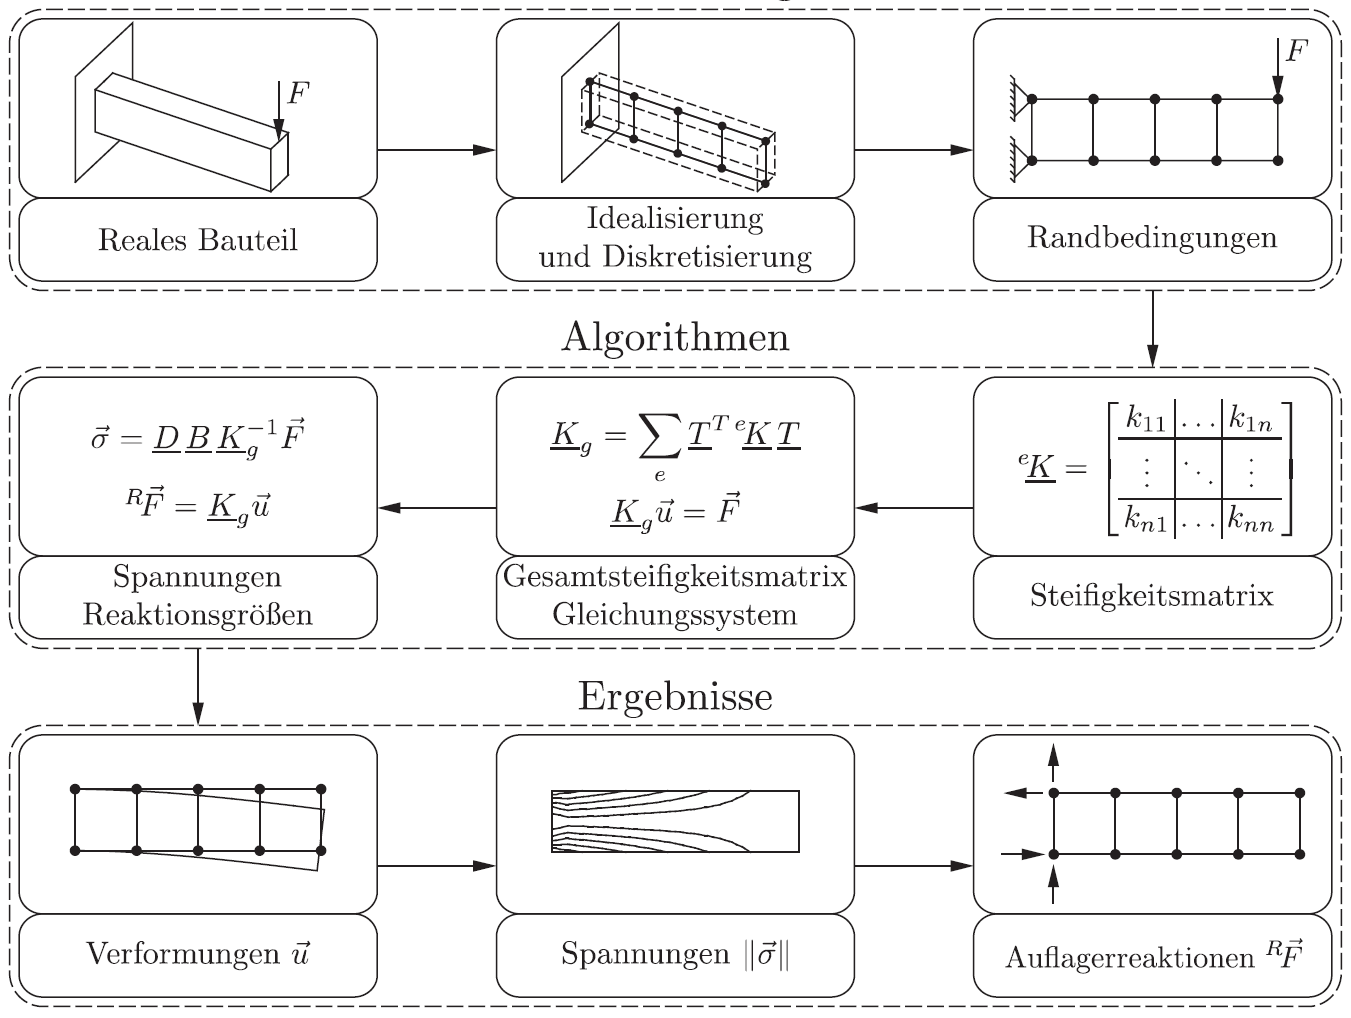 F
F
Reales Bauteil
Idealisierung
und Diskretisierung
Randbedingungen
Algorithmen
$\vec{\sigma} = \underline{D}\,\underline{B}\,\underline{K}_g^{-1}\vec{F}$
${}^R\vec{F} = \underline{K}_g\vec{u}$
$\underline{K}_g = \sum_e \underline{T}^T\,{}^e\underline{K}\,\underline{T}$
$\underline{K}_g\vec{u} = \vec{F}$
${}^e\underline{K} = \begin{bmatrix} k_{11} & \dots & k_{1n} \\ \vdots & \ddots & \vdots \\ k_{n1} & \dots & k_{nn} \end{bmatrix}$
Spannungen
Reaktionsgrößen
Gesamtsteifigkeitsmatrix
Gleichungssystem
Steifigkeitsmatrix
Ergebnisse
Verformungen $\vec{u}$
Spannungen $\|\vec{\sigma}\|$
Auflagerreaktionen ${}^R\vec{F}$